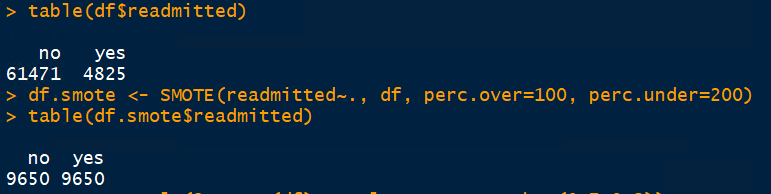 > table(df$readmitted)
no yes
61471 4825
> df.smote <- SMOTE(readmitted~., df, perc.over=100, perc.under=200)
> table(df.smote$readmitted)
no yes
9650 9650